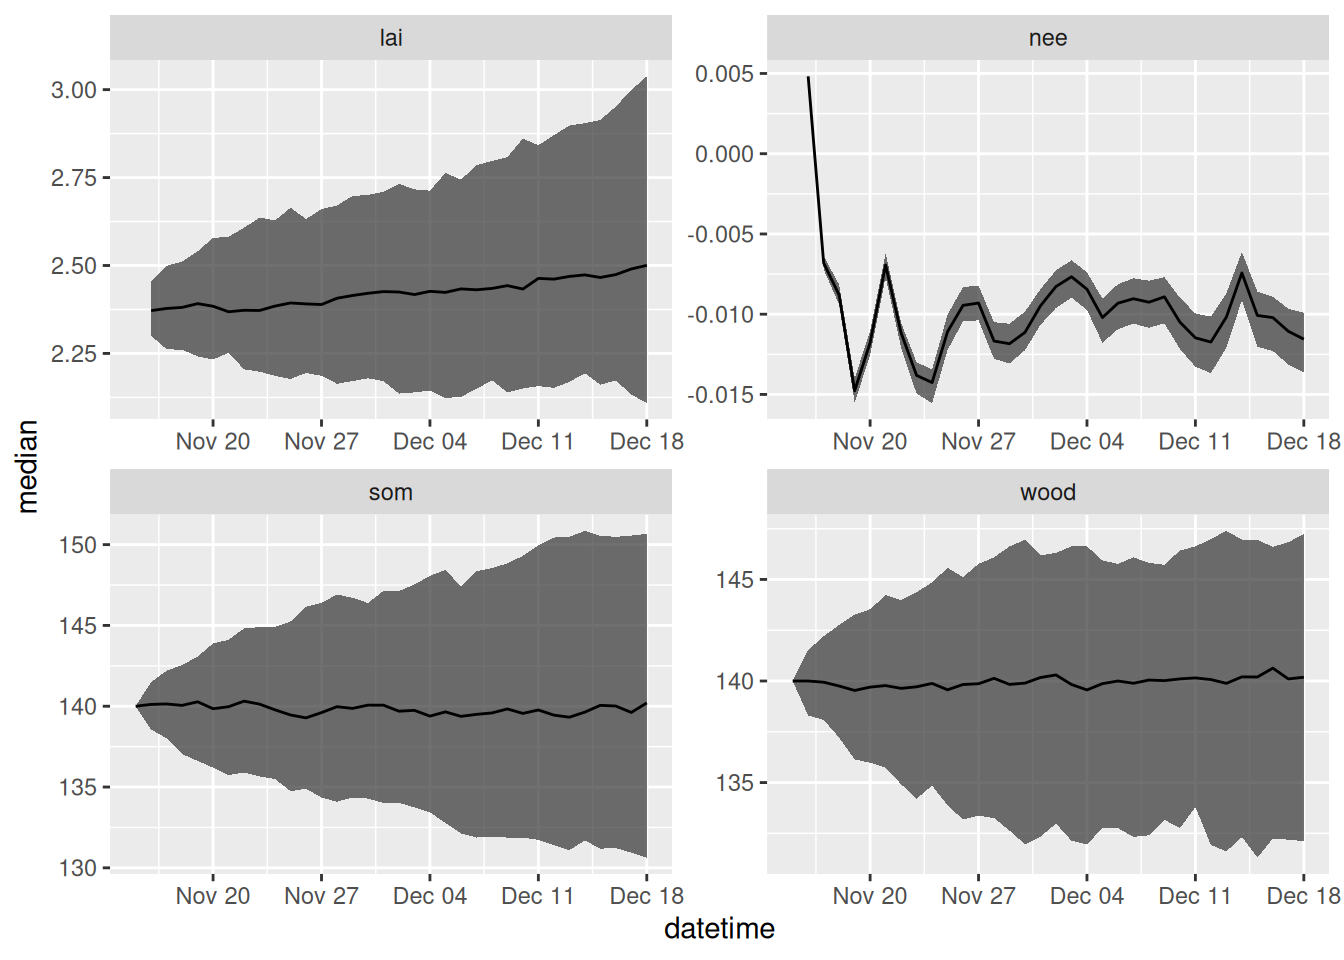 lai
3.00
2.75
2.50
2.25
Nov 20 Nov 27 Dec 04 Dec 11 Dec 18
nee
0.005
0.000
-0.005
-0.010
-0.015
Nov 20 Nov 27 Dec 04 Dec 11 Dec 18
median
som
150
145
140
135
130
Nov 20 Nov 27 Dec 04 Dec 11 Dec 18
wood
145
140
135
Nov 20 Nov 27 Dec 04 Dec 11 Dec 18
datetime